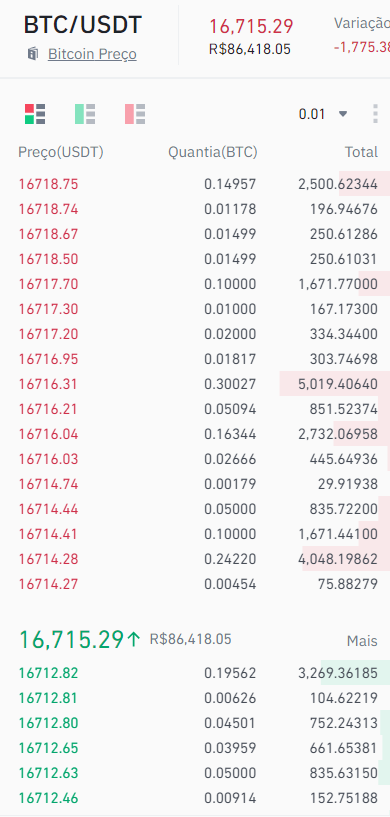 BTC/USDT 16,715.29 Variação
Bitcoin Preço R$86,418.05 -1,775.38
0.01
Preço(USDT) Quantia(BTC) Total
16718.75 0.14957 2,500.62344
16718.74 0.01178 196.94676
16718.67 0.01499 250.61286
16718.50 0.01499 250.61031
16717.70 0.10000 1,671.77000
16717.30 0.01000 167.17300
16717.20 0.02000 334.34400
16716.95 0.01817 303.74698
16716.31 0.30027 5,019.40640
16716.21 0.05094 851.52374
16716.04 0.16344 2,732.06958
16716.03 0.02666 445.64936
16714.74 0.00179 29.91938
16714.44 0.05000 835.72200
16714.41 0.10000 1,671.44100
16714.28 0.24220 4,048.19862
16714.27 0.00454 75.88279
16,715.29↑ R$86,418.05 Mais
16712.82 0.19562 3,269.36185
16712.81 0.00626 104.62219
16712.80 0.04501 752.24313
16712.65 0.03959 661.65381
16712.63 0.05000 835.63150
16712.46 0.00914 152.75188